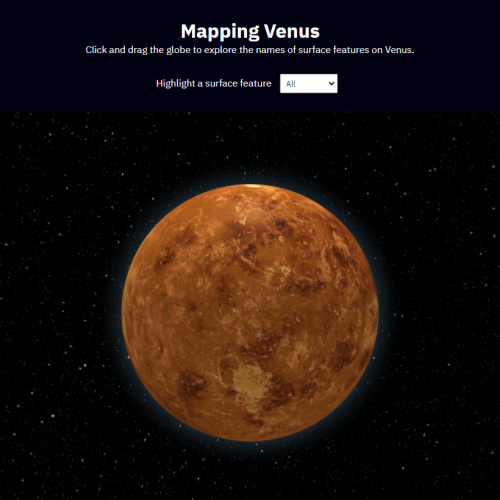 Mapping Venus
Click and drag the globe to explore the names of surface features on Venus.
Highlight a surface feature All